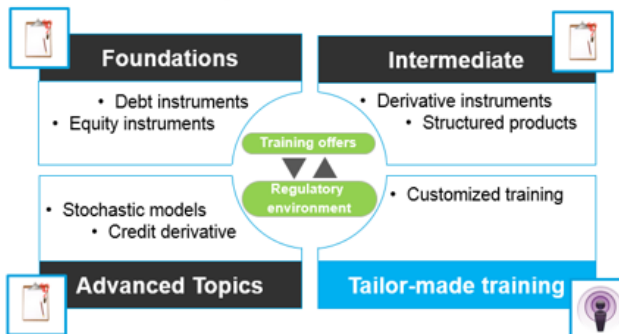 Foundations
• Debt instruments
• Equity instruments
Intermediate
• Derivative instruments
• Structured products
Training offers
Regulatory
environment
• Stochastic models
• Credit derivative
Advanced Topics
• Customized training
Tailor-made training